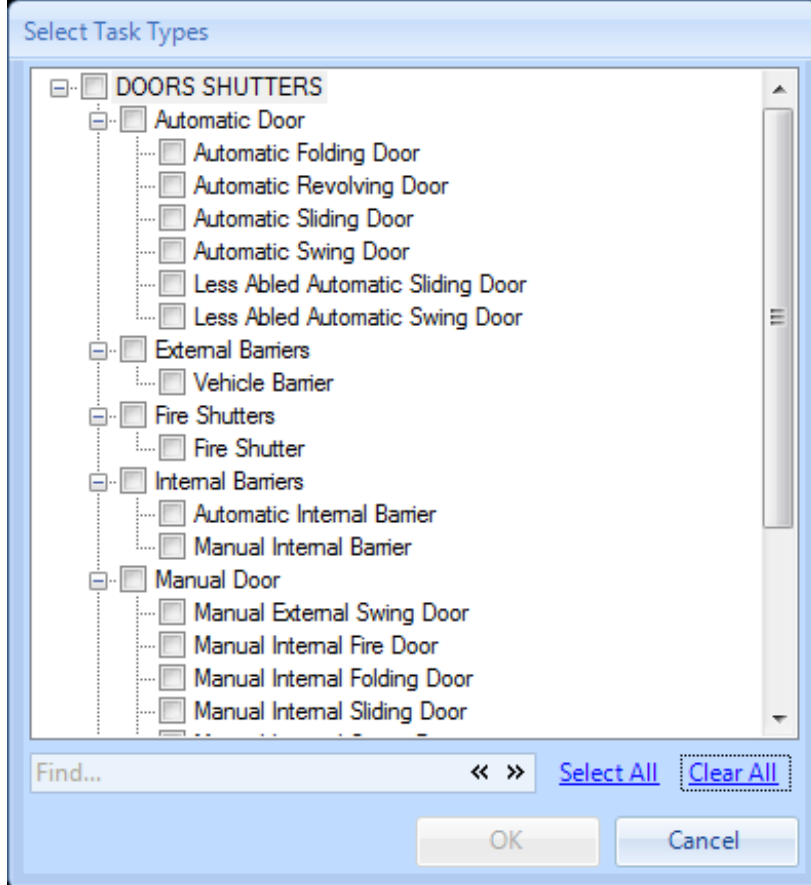 Select Task Types
DOORS SHUTTERS
Automatic Door
Automatic Folding Door
Automatic Revolving Door
Automatic Sliding Door
Automatic Swing Door
Less Abled Automatic Sliding Door
Less Abled Automatic Swing Door
External Barriers
Vehicle Barrier
Fire Shutters
Fire Shutter
Internal Barriers
Automatic Internal Barrier
Manual Internal Barrier
Manual Door
Manual External Swing Door
Manual Internal Fire Door
Manual Internal Folding Door
Manual Internal Sliding Door
Find... « » Select All Clear All
OK Cancel